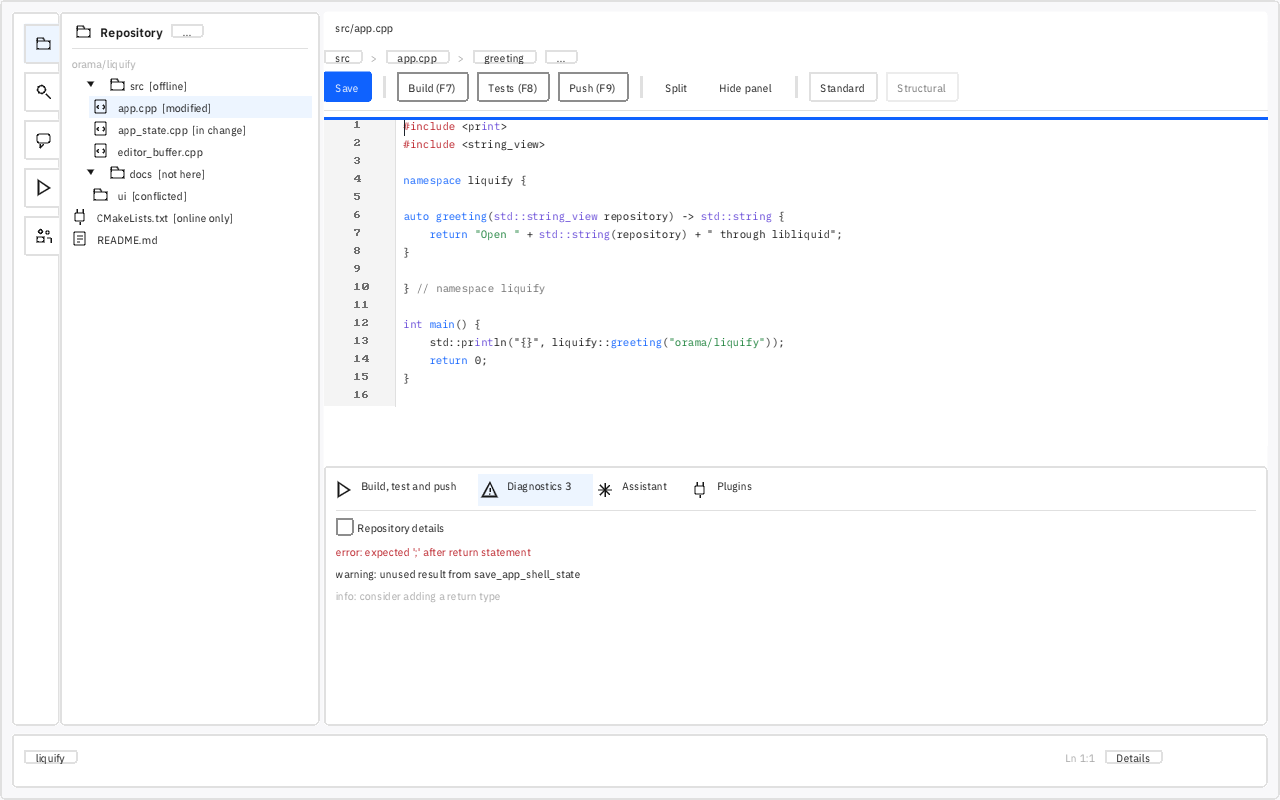 Repository ...
orama/liquify
src [offline]
app.cpp [modified]
app_state.cpp [in change]
editor_buffer.cpp
docs [not here]
ui [conflicted]
CMakeLists.txt [online only]
README.md
src/app.cpp
src > app.cpp > greeting ...
Save Build (F7) Tests (F8) Push (F9) Split Hide panel Standard Structural
1 #include <print>
2 #include <string_view>
3
4 namespace liquify {
5
6 auto greeting(std::string_view repository) -> std::string {
7     return "Open " + std::string(repository) + " through libliquid";
8 }
9
10 } // namespace liquify
11
12 int main() {
13     std::println("{}", liquify::greeting("orama/liquify"));
14     return 0;
15 }
16
Build, test and push Diagnostics 3 Assistant Plugins
Repository details
error: expected ';' after return statement
warning: unused result from save_app_shell_state
info: consider adding a return type
liquify Ln 1:1 Details